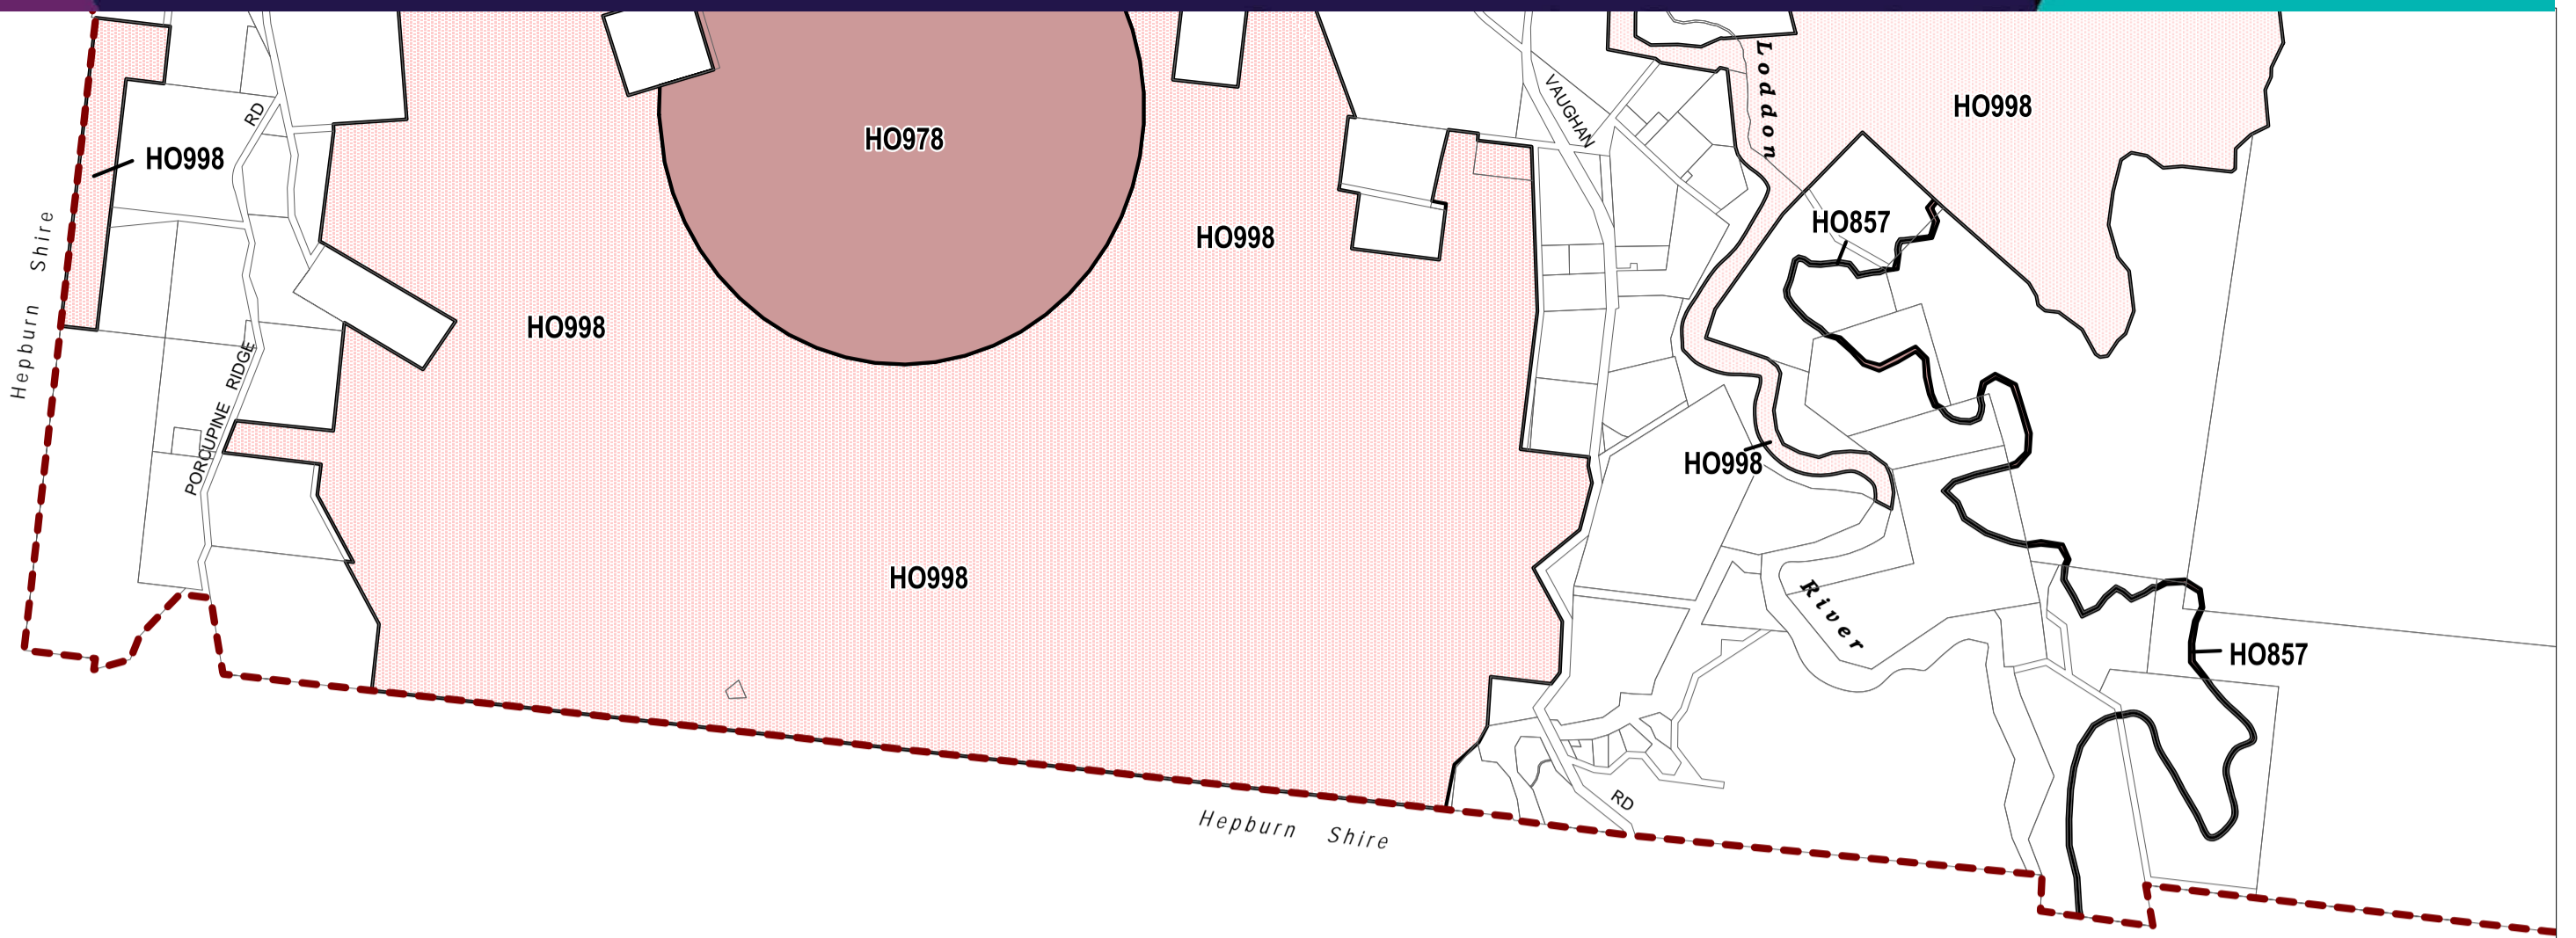 Loddon
VAUGHAN
HO998
RD
HO978
HO998
Hepburn Shire
HO857
HO998
HO998
PORCUPINE RIDGE
HO998
HO998
River
HO857
RD
Hepburn Shire